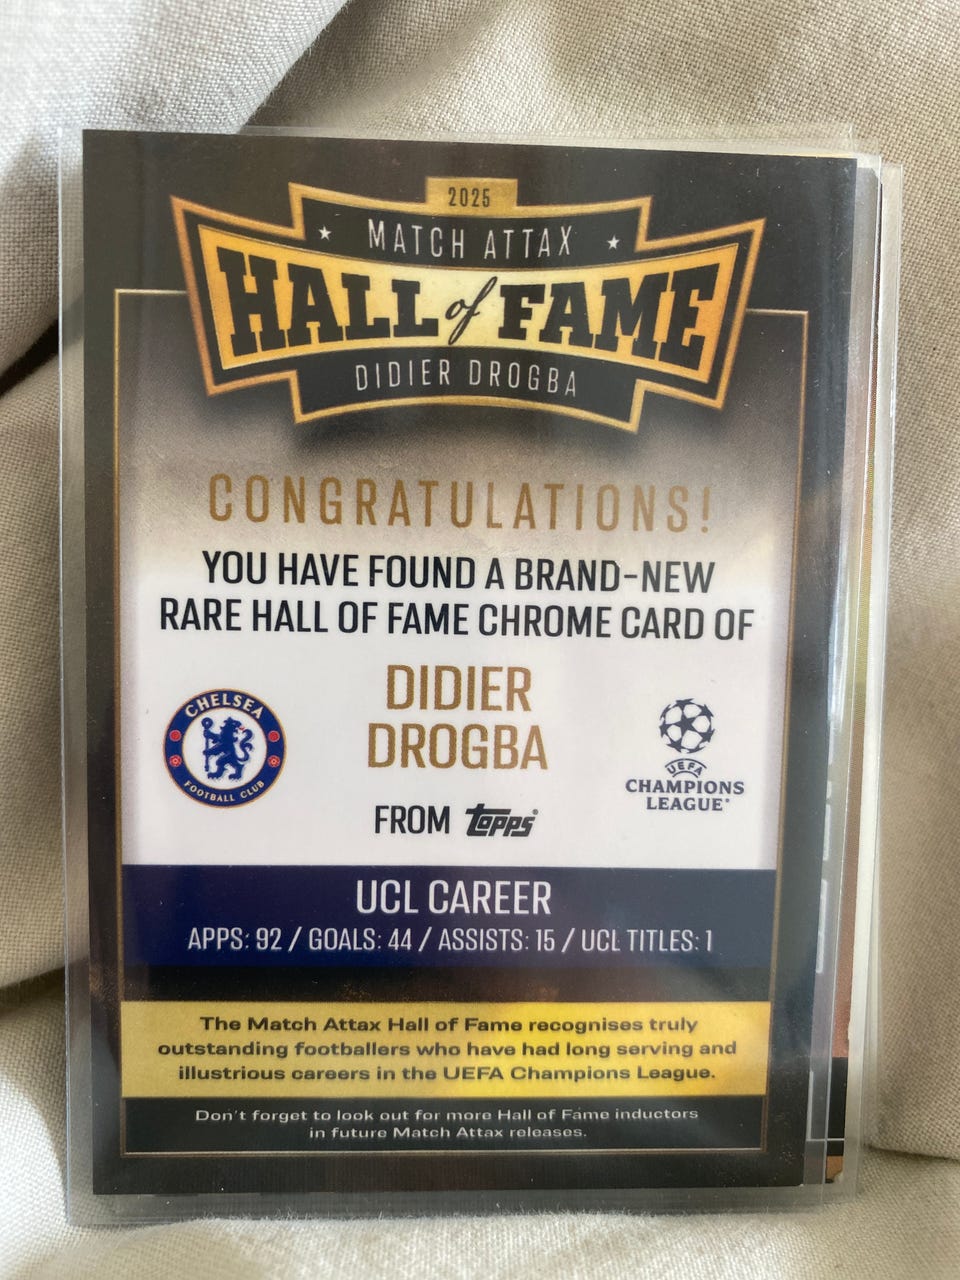 2025
MATCH ATTAX
HALL of FAME
DIDIER DROGBA
CONGRATULATIONS!
YOU HAVE FOUND A BRAND-NEW
RARE HALL OF FAME CHROME CARD OF
DIDIER
DROGBA
CHELSEA
FOOTBALL CLUB
UEFA
CHAMPIONS
LEAGUE®
FROM Topps®
UCL CAREER
APPS: 92 / GOALS: 44 / ASSISTS: 15 / UCL TITLES: 1
The Match Attax Hall of Fame recognises truly
outstanding footballers who have had long serving and
illustrious careers in the UEFA Champions League.
Don't forget to look out for more Hall of Fame inductors
in future Match Attax releases.